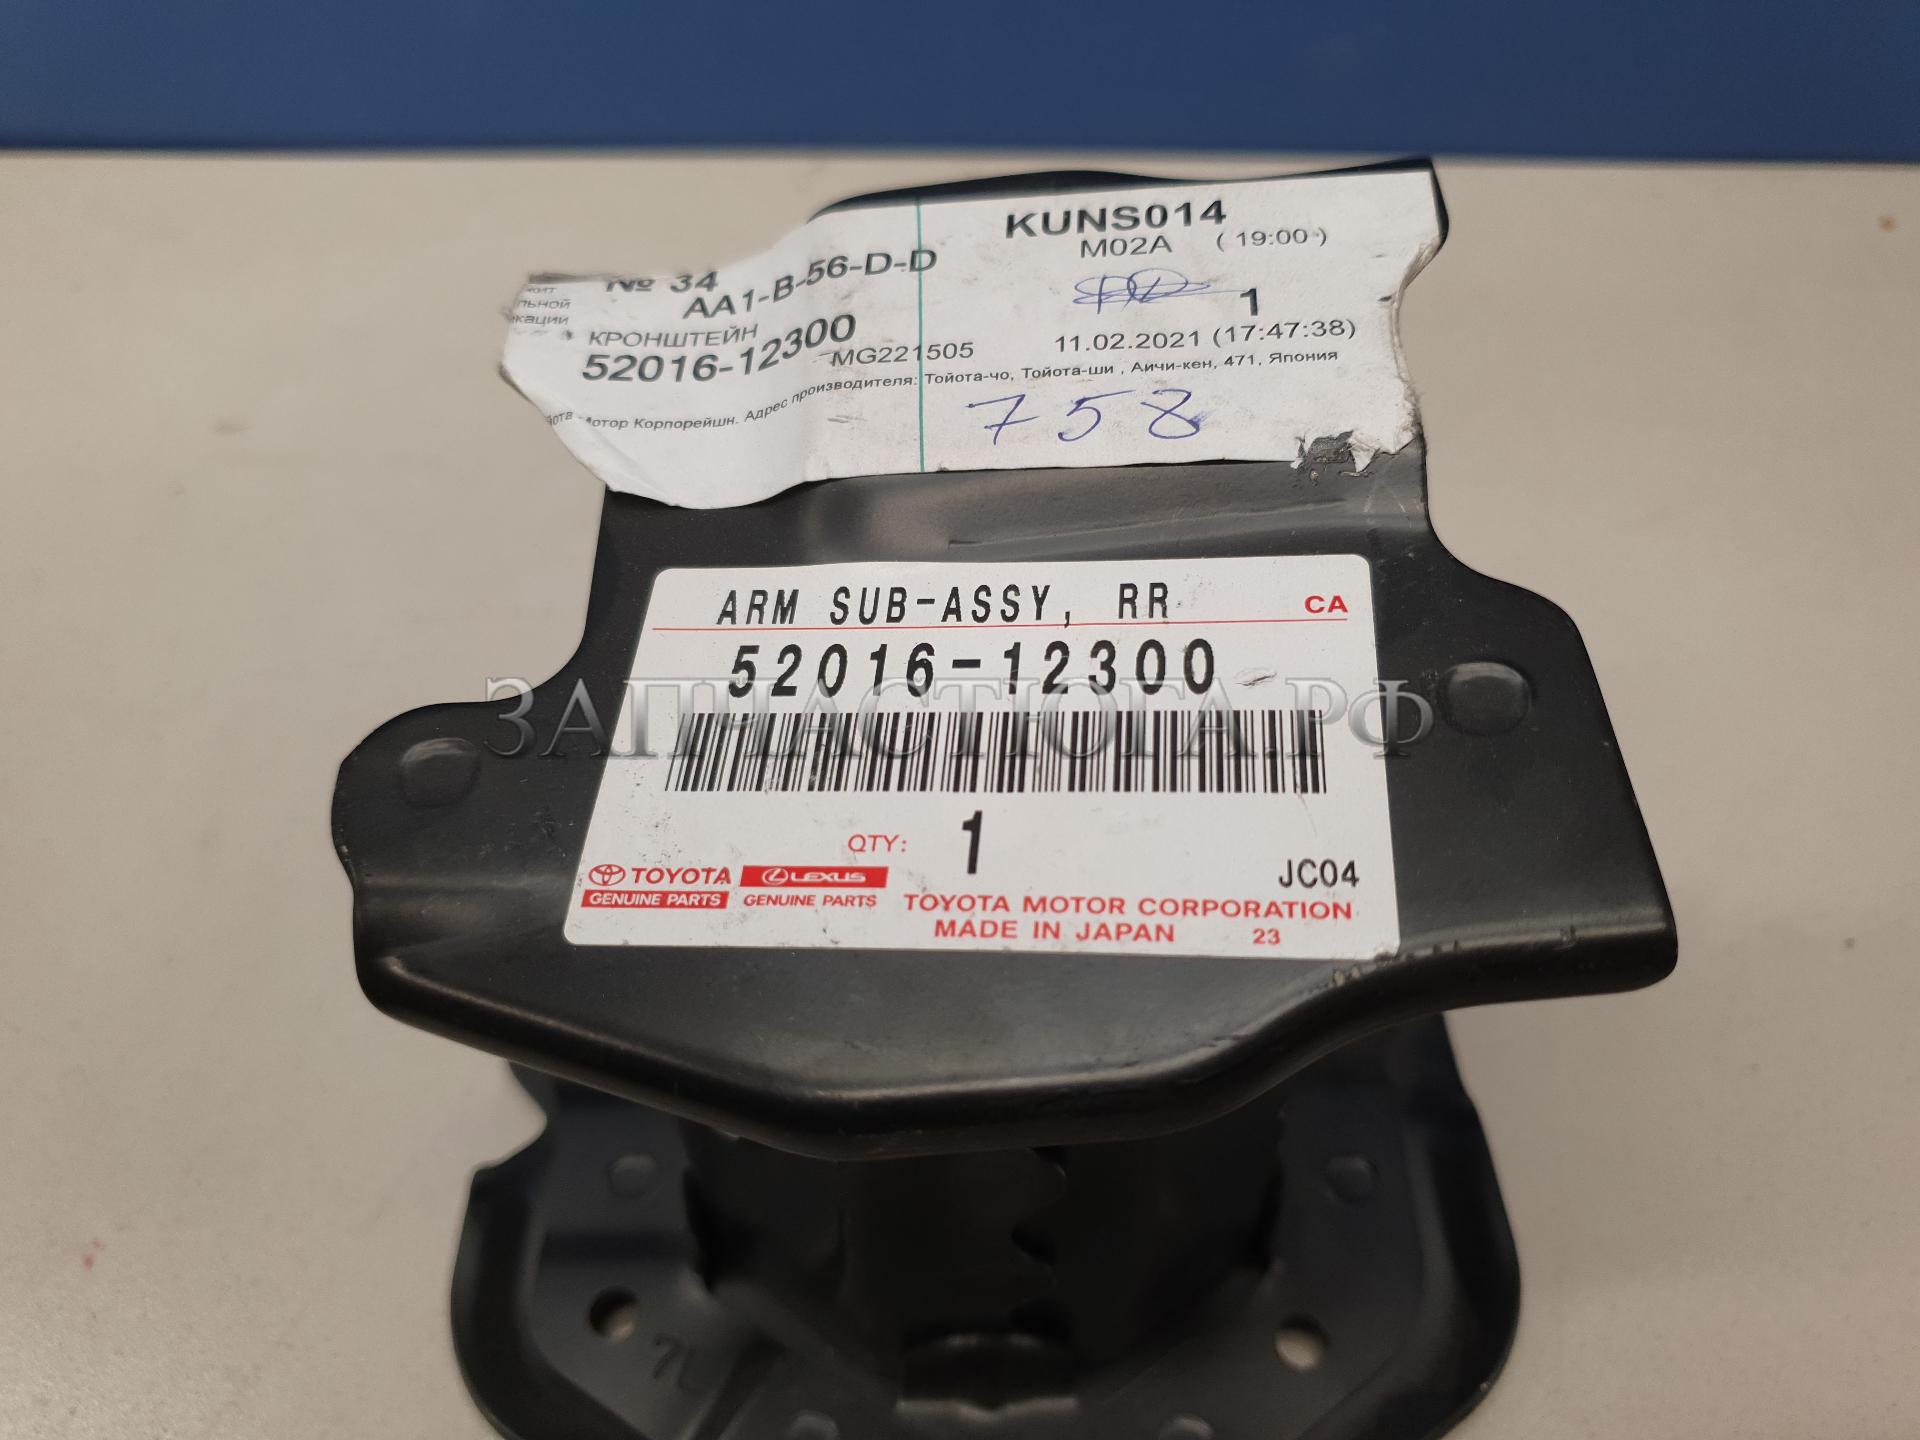 KUNS014
M02A ( 19:00 )
№ 34
AA1-B-56-D-D
1
КРОНШТЕЙН
52016-12300
MG221505
11.02.2021 (17:47:38)
Мотор Корпорейшн. Адрес производителя: Тойота-чо, Тойота-ши , Аичи-кен, 471, Япония
758
ARM SUB-ASSY, RR CA
52016-12300
ЗАПЧАСТЮГА.РФ
QTY: 1
JC04
TOYOTA LEXUS
GENUINE PARTS GENUINE PARTS
TOYOTA MOTOR CORPORATION
MADE IN JAPAN 23
7L